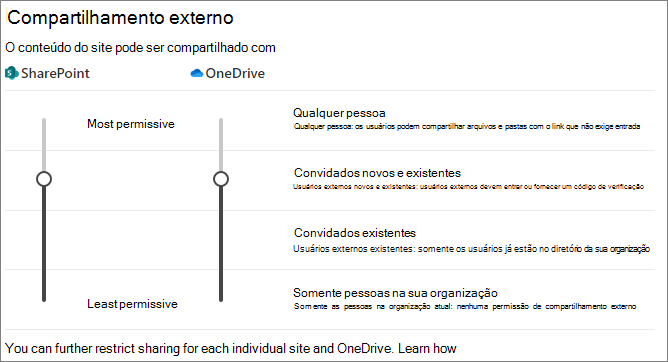 Compartilhamento externo
O conteúdo do site pode ser compartilhado com
SharePoint OneDrive
Most permissive
Qualquer pessoa
Qualquer pessoa: os usuários podem compartilhar arquivos e pastas com o link que não exige entrada
Convidados novos e existentes
Usuários externos novos e existentes: usuários externos devem entrar ou fornecer um código de verificação
Convidados existentes
Usuários externos existentes: somente os usuários já estão no diretório da sua organização
Least permissive
Somente pessoas na sua organização
Somente as pessoas na organização atual: nenhuma permissão de compartilhamento externo
You can further restrict sharing for each individual site and OneDrive. Learn how